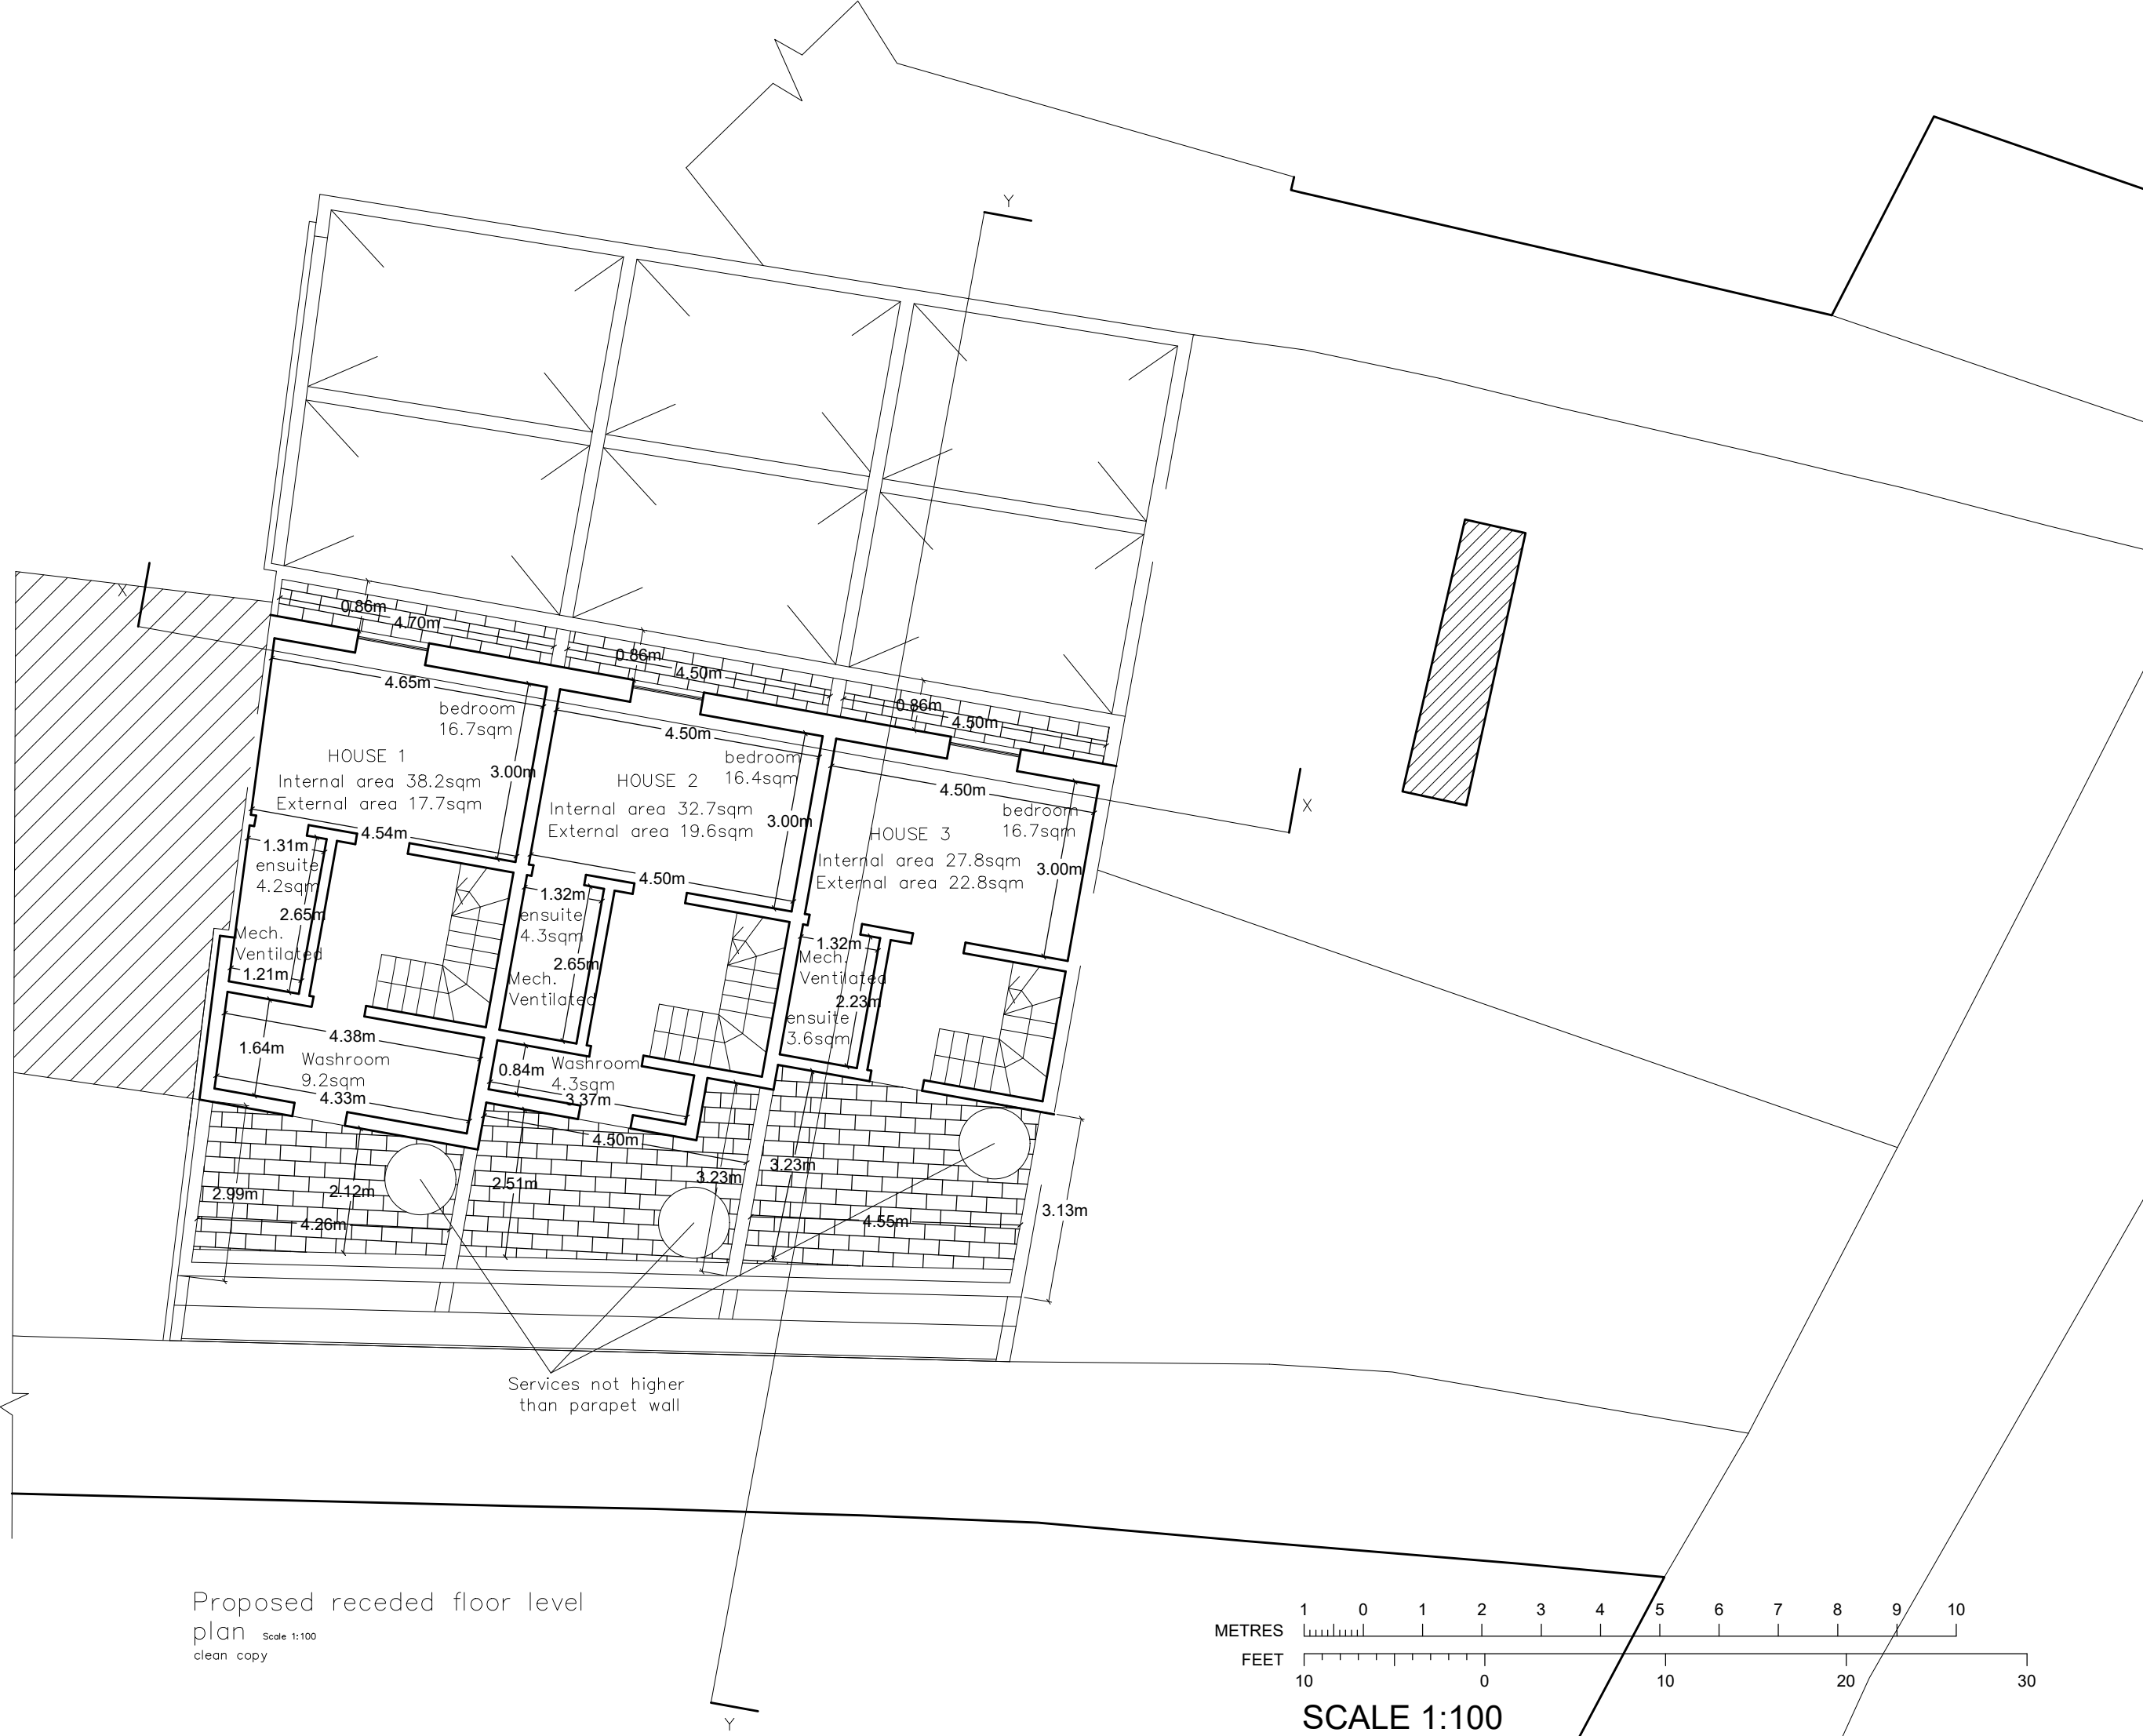 Y
X
0.86m
4.70m
0.86m
4.50m
0.86m
4.50m
4.65m
bedroom
16.7sqm
HOUSE 1
Internal area 38.2sqm
External area 17.7sqm
3.00m
4.54m
1.31m
ensuite
4.2sqm
2.65m
Mech.
Ventilated
1.21m
4.38m
1.64m
Washroom
9.2sqm
4.33m
4.50m
bedroom
16.4sqm
HOUSE 2
Internal area 32.7sqm
External area 19.6sqm
3.00m
4.50m
1.32m
ensuite
4.3sqm
2.65m
Mech.
Ventilated
0.84m
Washroom
4.3sqm
3.37m
4.50m
4.50m
bedroom
16.7sqm
HOUSE 3
Internal area 27.8sqm
External area 22.8sqm
3.00m
X
1.32m
Mech.
Ventilated
2.23m
ensuite
3.6sqm
2.99m
2.12m
4.26m
2.51m
3.23m
3.23m
4.55m
3.13m
Services not higher
than parapet wall
Proposed receded floor level
plan Scale 1:100
clean copy
Y
1 0 1 2 3 4 5 6 7 8 9 10
METRES
FEET
10 0 10 20 30
SCALE 1:100